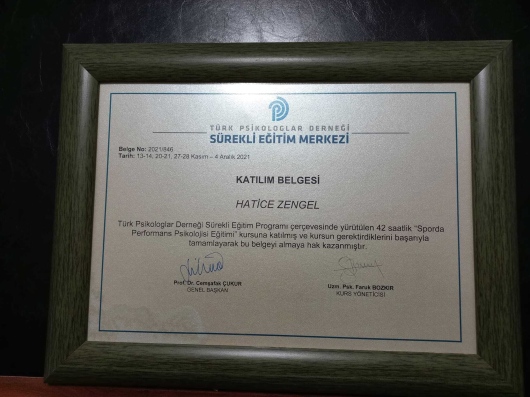 TÜRK PSİKOLOGLAR DERNEĞİ
SÜREKLİ EĞİTİM MERKEZİ
Belge No: 2021/846
Tarih: 13-14, 20-21, 27-28 Kasım – 4 Aralık 2021
KATILIM BELGESİ
HATİCE ZENGEL
Türk Psikologlar Derneği Sürekli Eğitim Programı çerçevesinde yürütülen 42 saatlik “Sporda
Performans Psikolojisi Eğitimi” kursuna katılmış ve kursun gerektirdiklerini başarıyla
tamamlayarak bu belgeyi almaya hak kazanmıştır.
Prof. Dr. Cemşafak ÇUKUR
GENEL BAŞKAN
Uzm. Psk. Faruk BOZKIR
KURS YÖNETİCİSİ